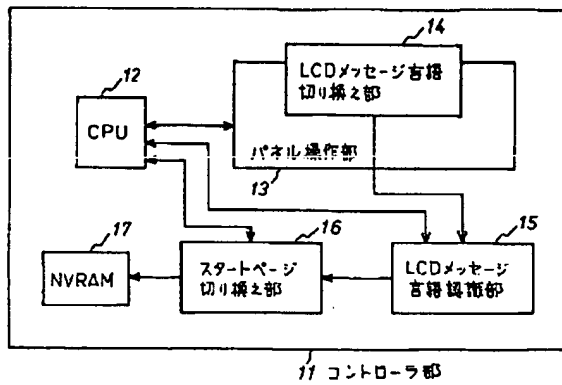 14
LCDメッセージ言語
切り換え部
12
CPU
パネル操作部
13
17
16
15
NVRAM
スタートページ
切り換え部
LCDメッセージ
言語認識部
11 コントローラ部